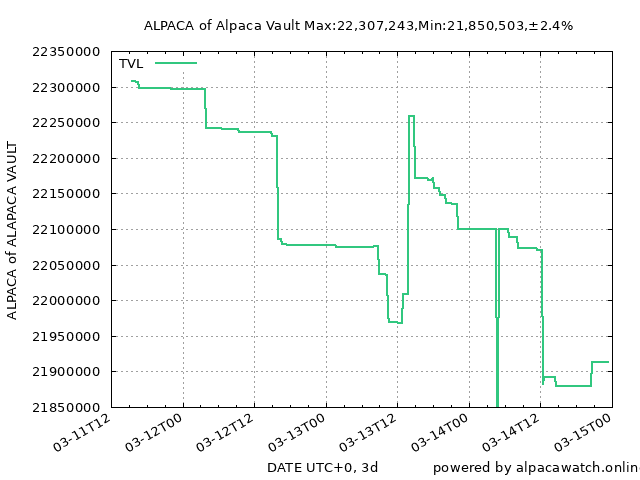 ALPACA of Alpaca Vault Max:22,307,243,Min:21,850,503,±2.4%
TVL
22350000
22300000
22250000
22200000
22150000
22100000
22050000
22000000
21950000
21900000
21850000
ALPACA of ALAPACA VAULT
03-11T12
03-12T00
03-12T12
03-13T00
03-13T12
03-14T00
03-14T12
03-15T00
DATE UTC+0, 3d
powered by alpacawatch.online